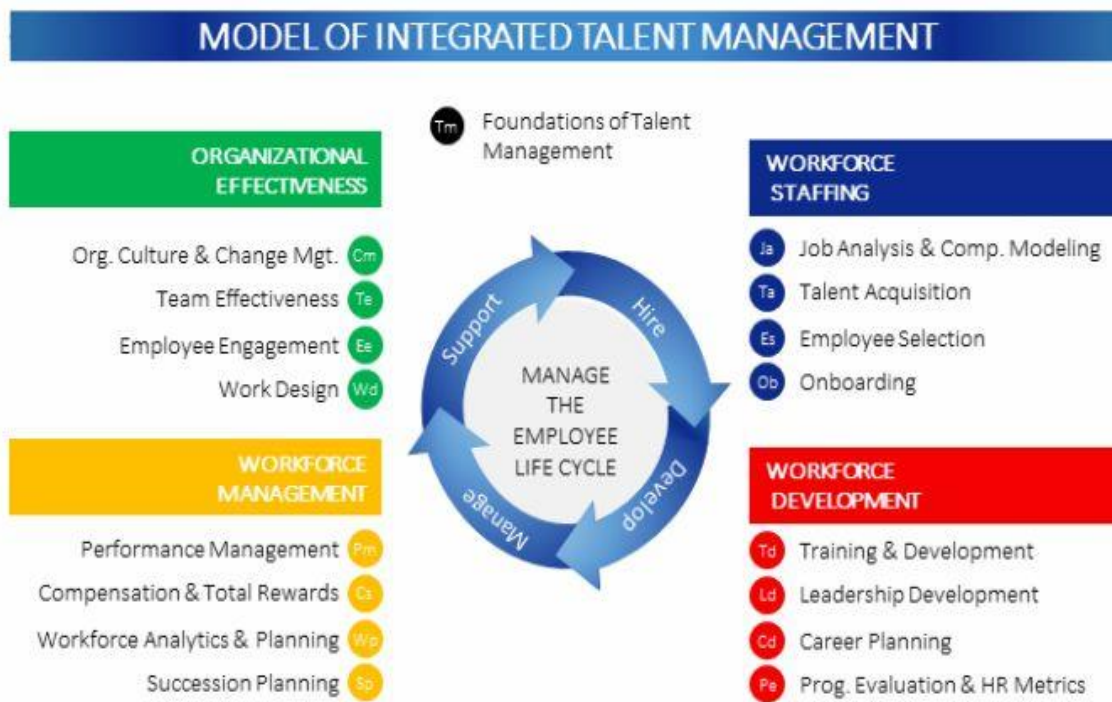 MODEL OF INTEGRATED TALENT MANAGEMENT
Tm Foundations of Talent
Management
ORGANIZATIONAL
EFFECTIVENESS
Org. Culture & Change Mgt. Cm
Team Effectiveness Te
Employee Engagement Ee
Work Design Wd
WORKFORCE
STAFFING
Ja Job Analysis & Comp. Modeling
Ta Talent Acquisition
Es Employee Selection
Ob Onboarding
Support
Hire
Develop
Manage
MANAGE
THE
EMPLOYEE
LIFE CYCLE
WORKFORCE
MANAGEMENT
Performance Management Pm
Compensation & Total Rewards Cs
Workforce Analytics & Planning Wp
Succession Planning Sp
WORKFORCE
DEVELOPMENT
Td Training & Development
Ld Leadership Development
Cd Career Planning
Pe Prog. Evaluation & HR Metrics